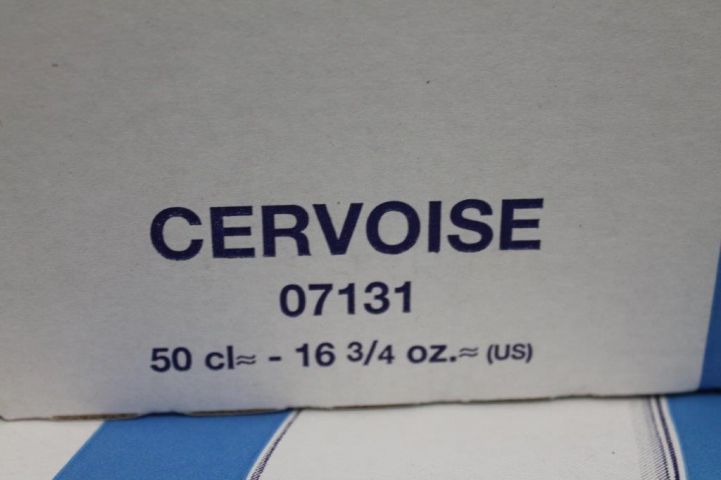 CERVOISE
07131
50 cl≈ - 16 3/4 oz.≈ (US)